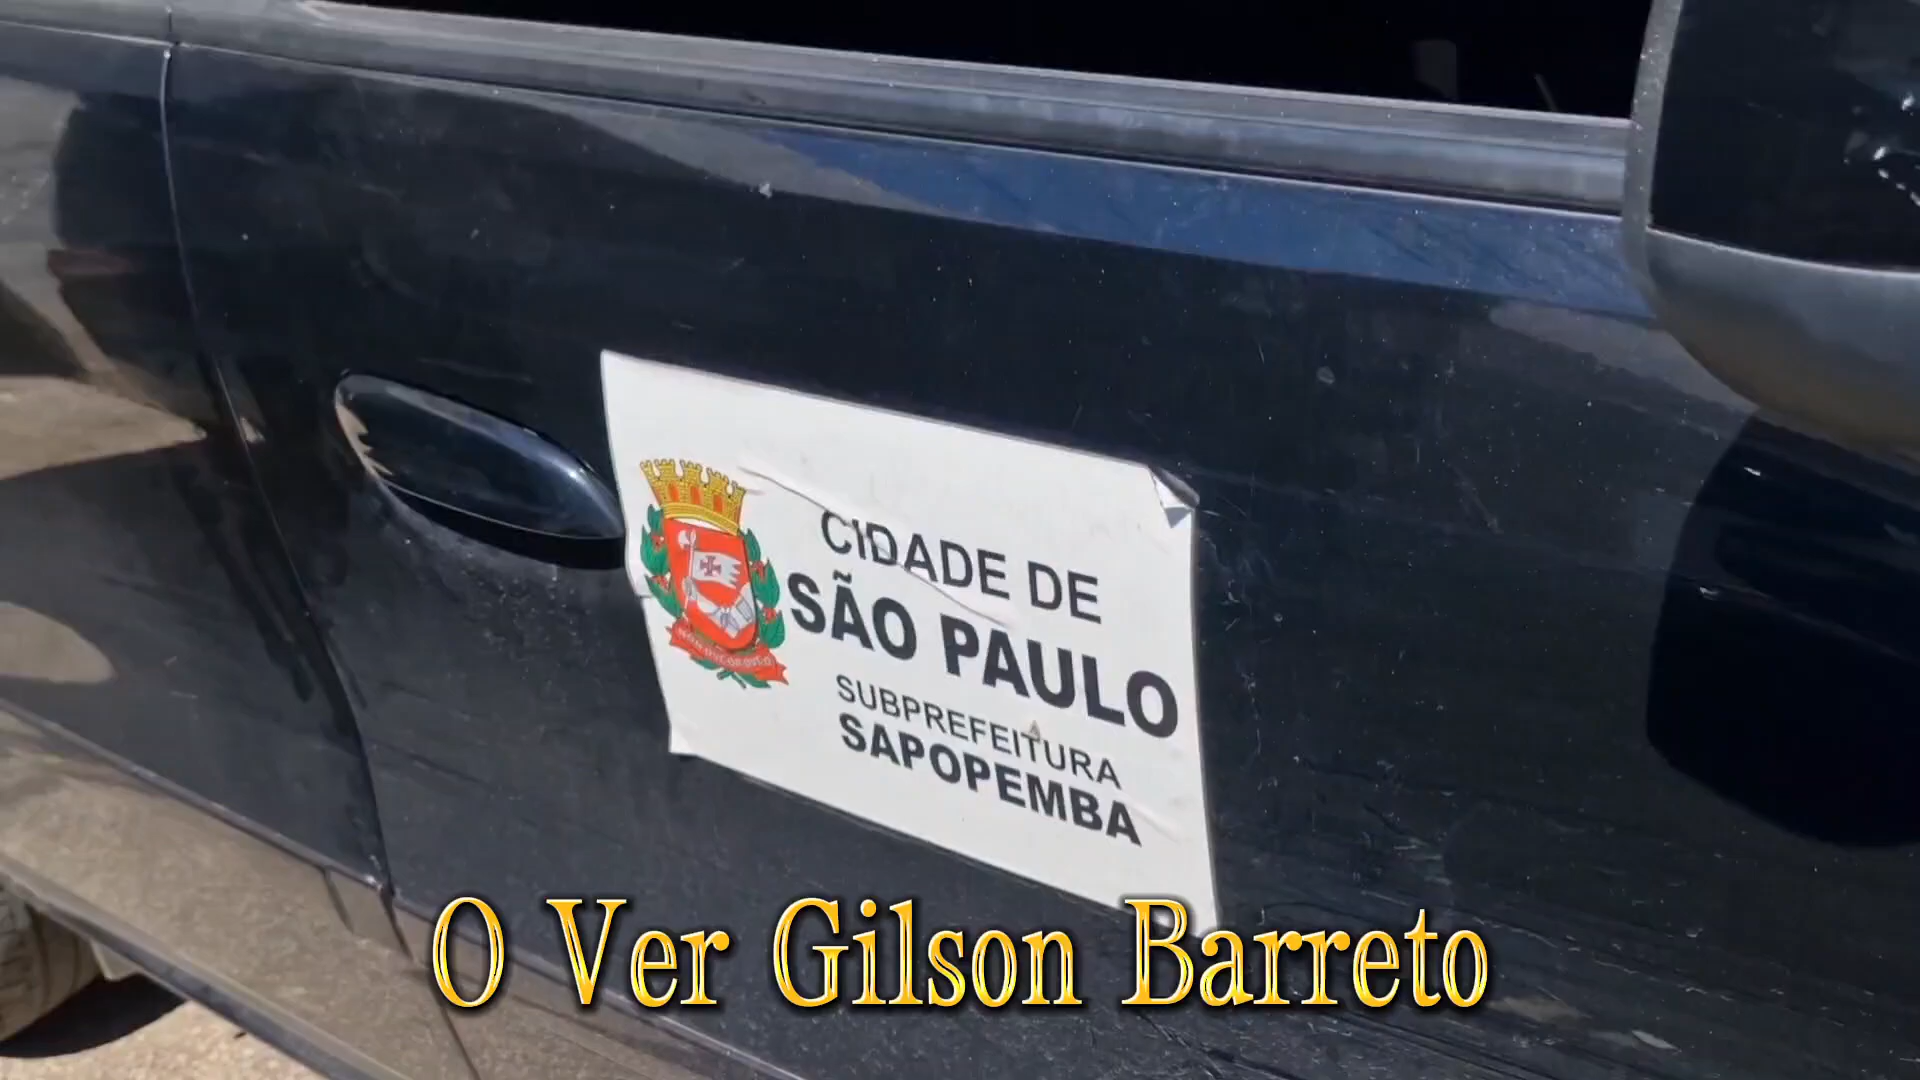 CIDADE DE
SÃO PAULO
SUBPREFEITURA
SAPOPEMBA
O Ver Gilson Barreto